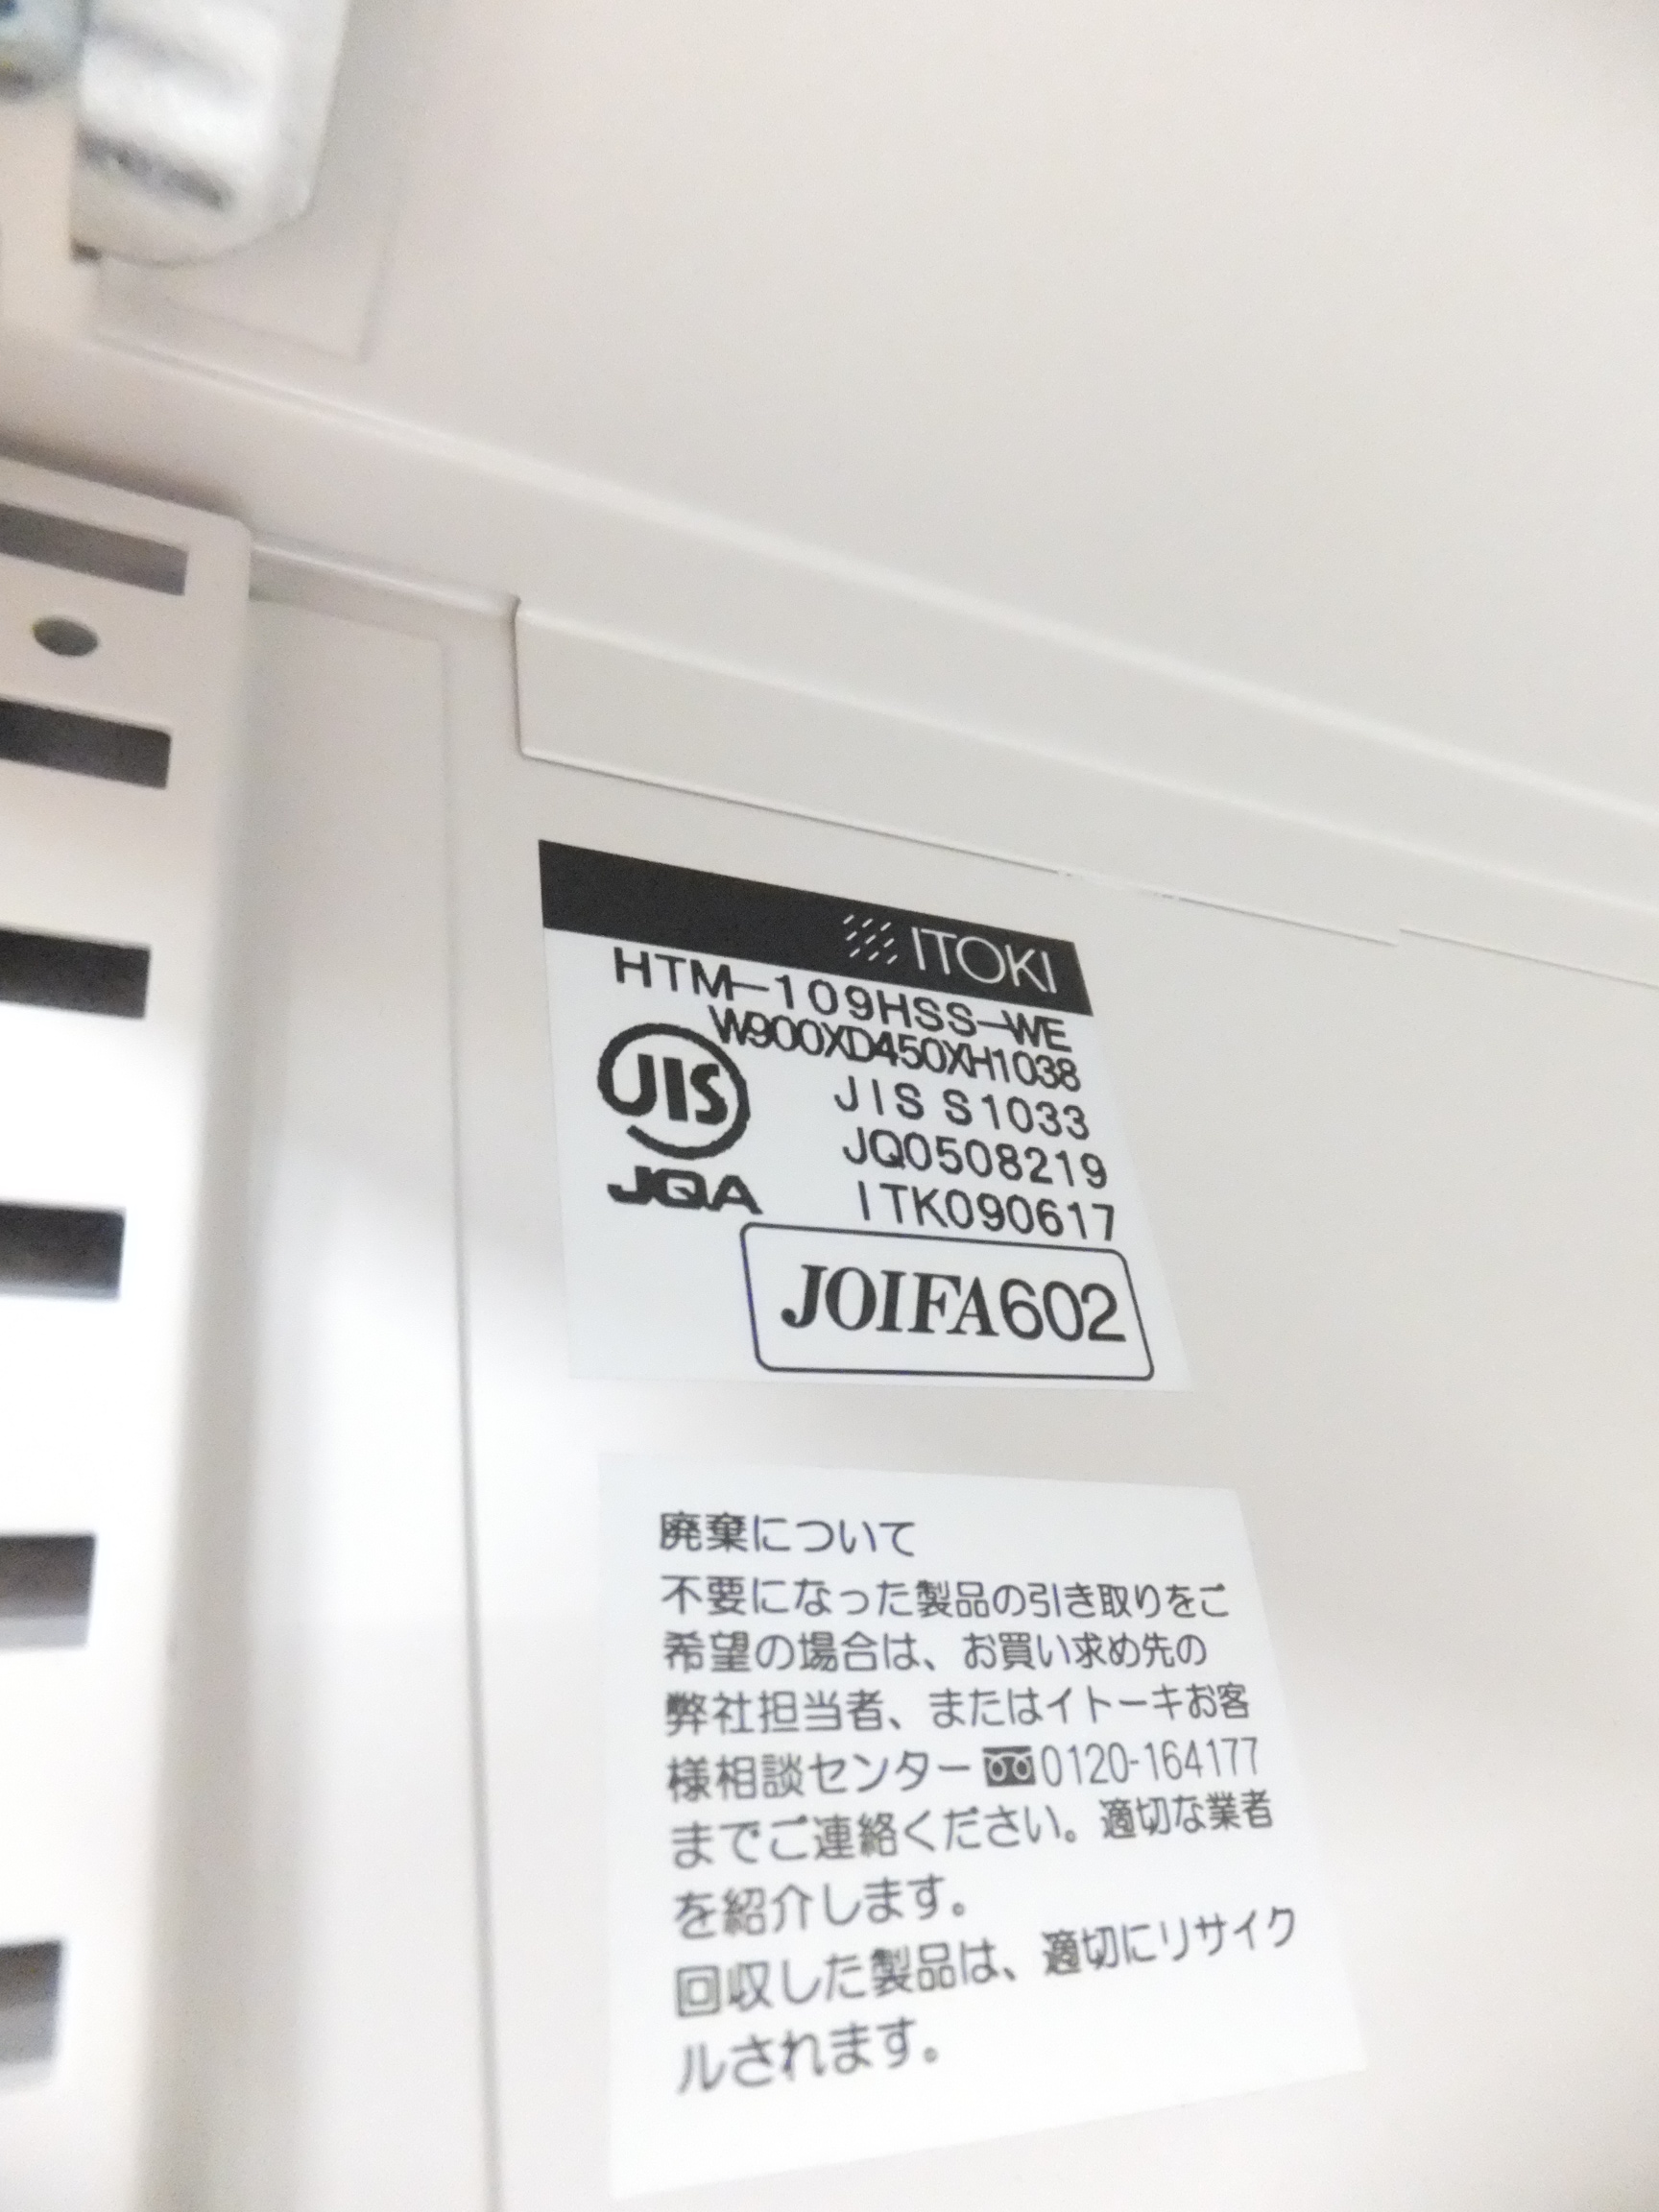 ITOKI
HTM-109HSS-WE
W900XD450XH1038
JIS
JIS S1033
JQ0508219
JQA
ITK090617
JOIFA602
廃棄について
不要になった製品の引き取りをご
希望の場合は、お買い求め先の
弊社担当者、またはイトーキお客
様相談センター0120-164177
までご連絡ください。適切な業者
を紹介します。
回収した製品は、適切にリサイク
ルされます。